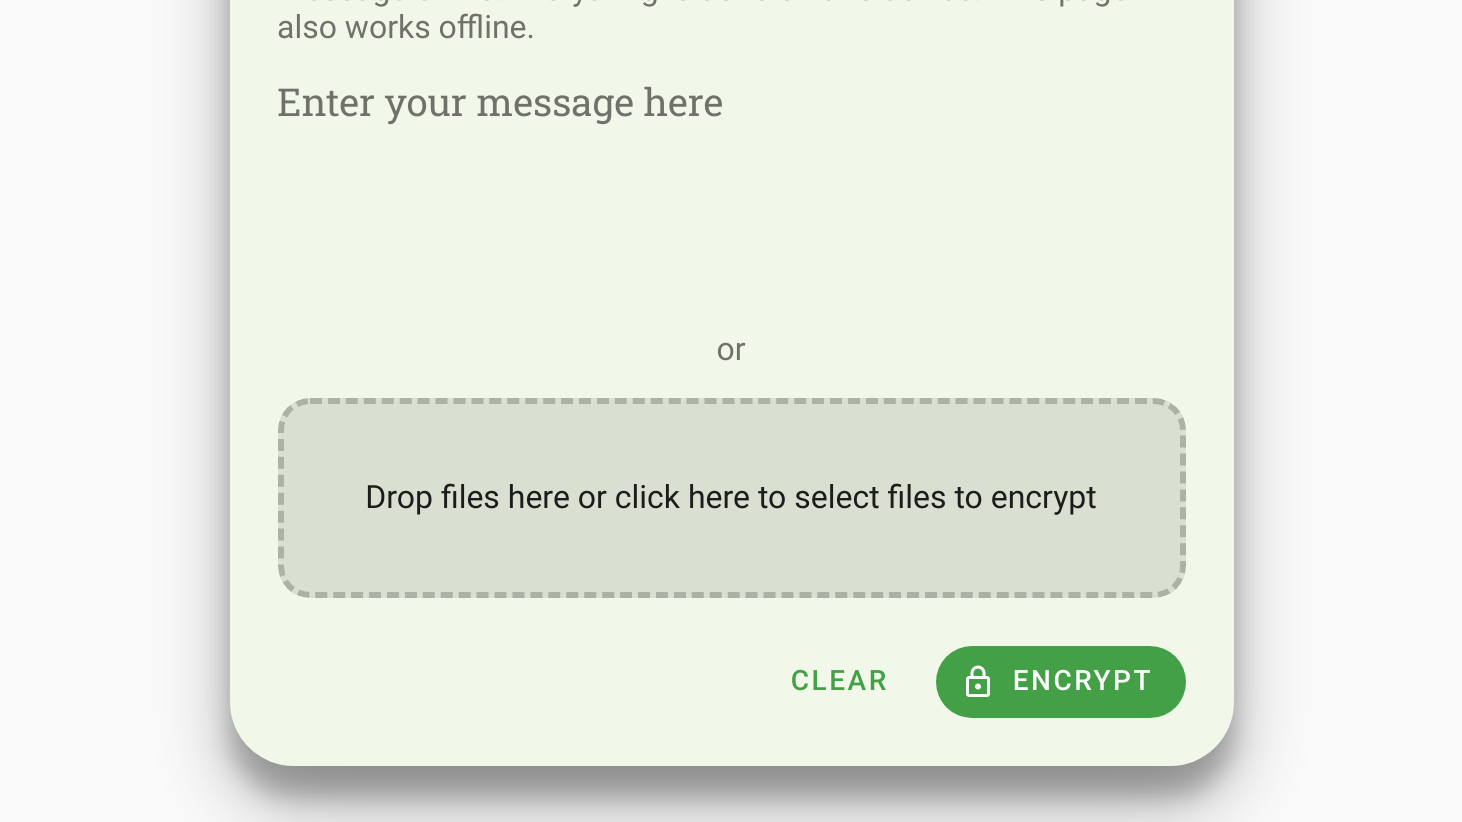 also works offline.
Enter your message here
or
Drop files here or click here to select files to encrypt
CLEAR
ENCRYPT